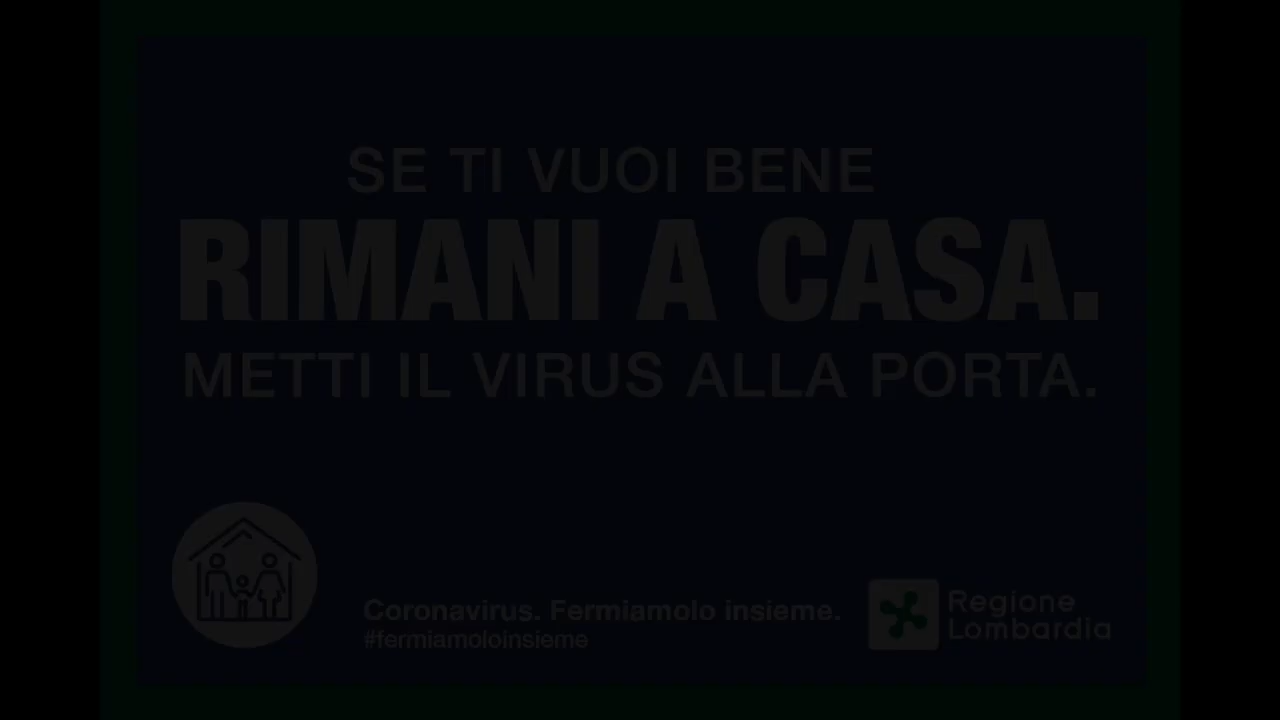 SE TI VUOI BENE
RIMANI A CASA.
METTI IL VIRUS ALLA PORTA.
Coronavirus. Fermiamolo insieme.
#fermiamoloinsieme
Regione
Lombardia